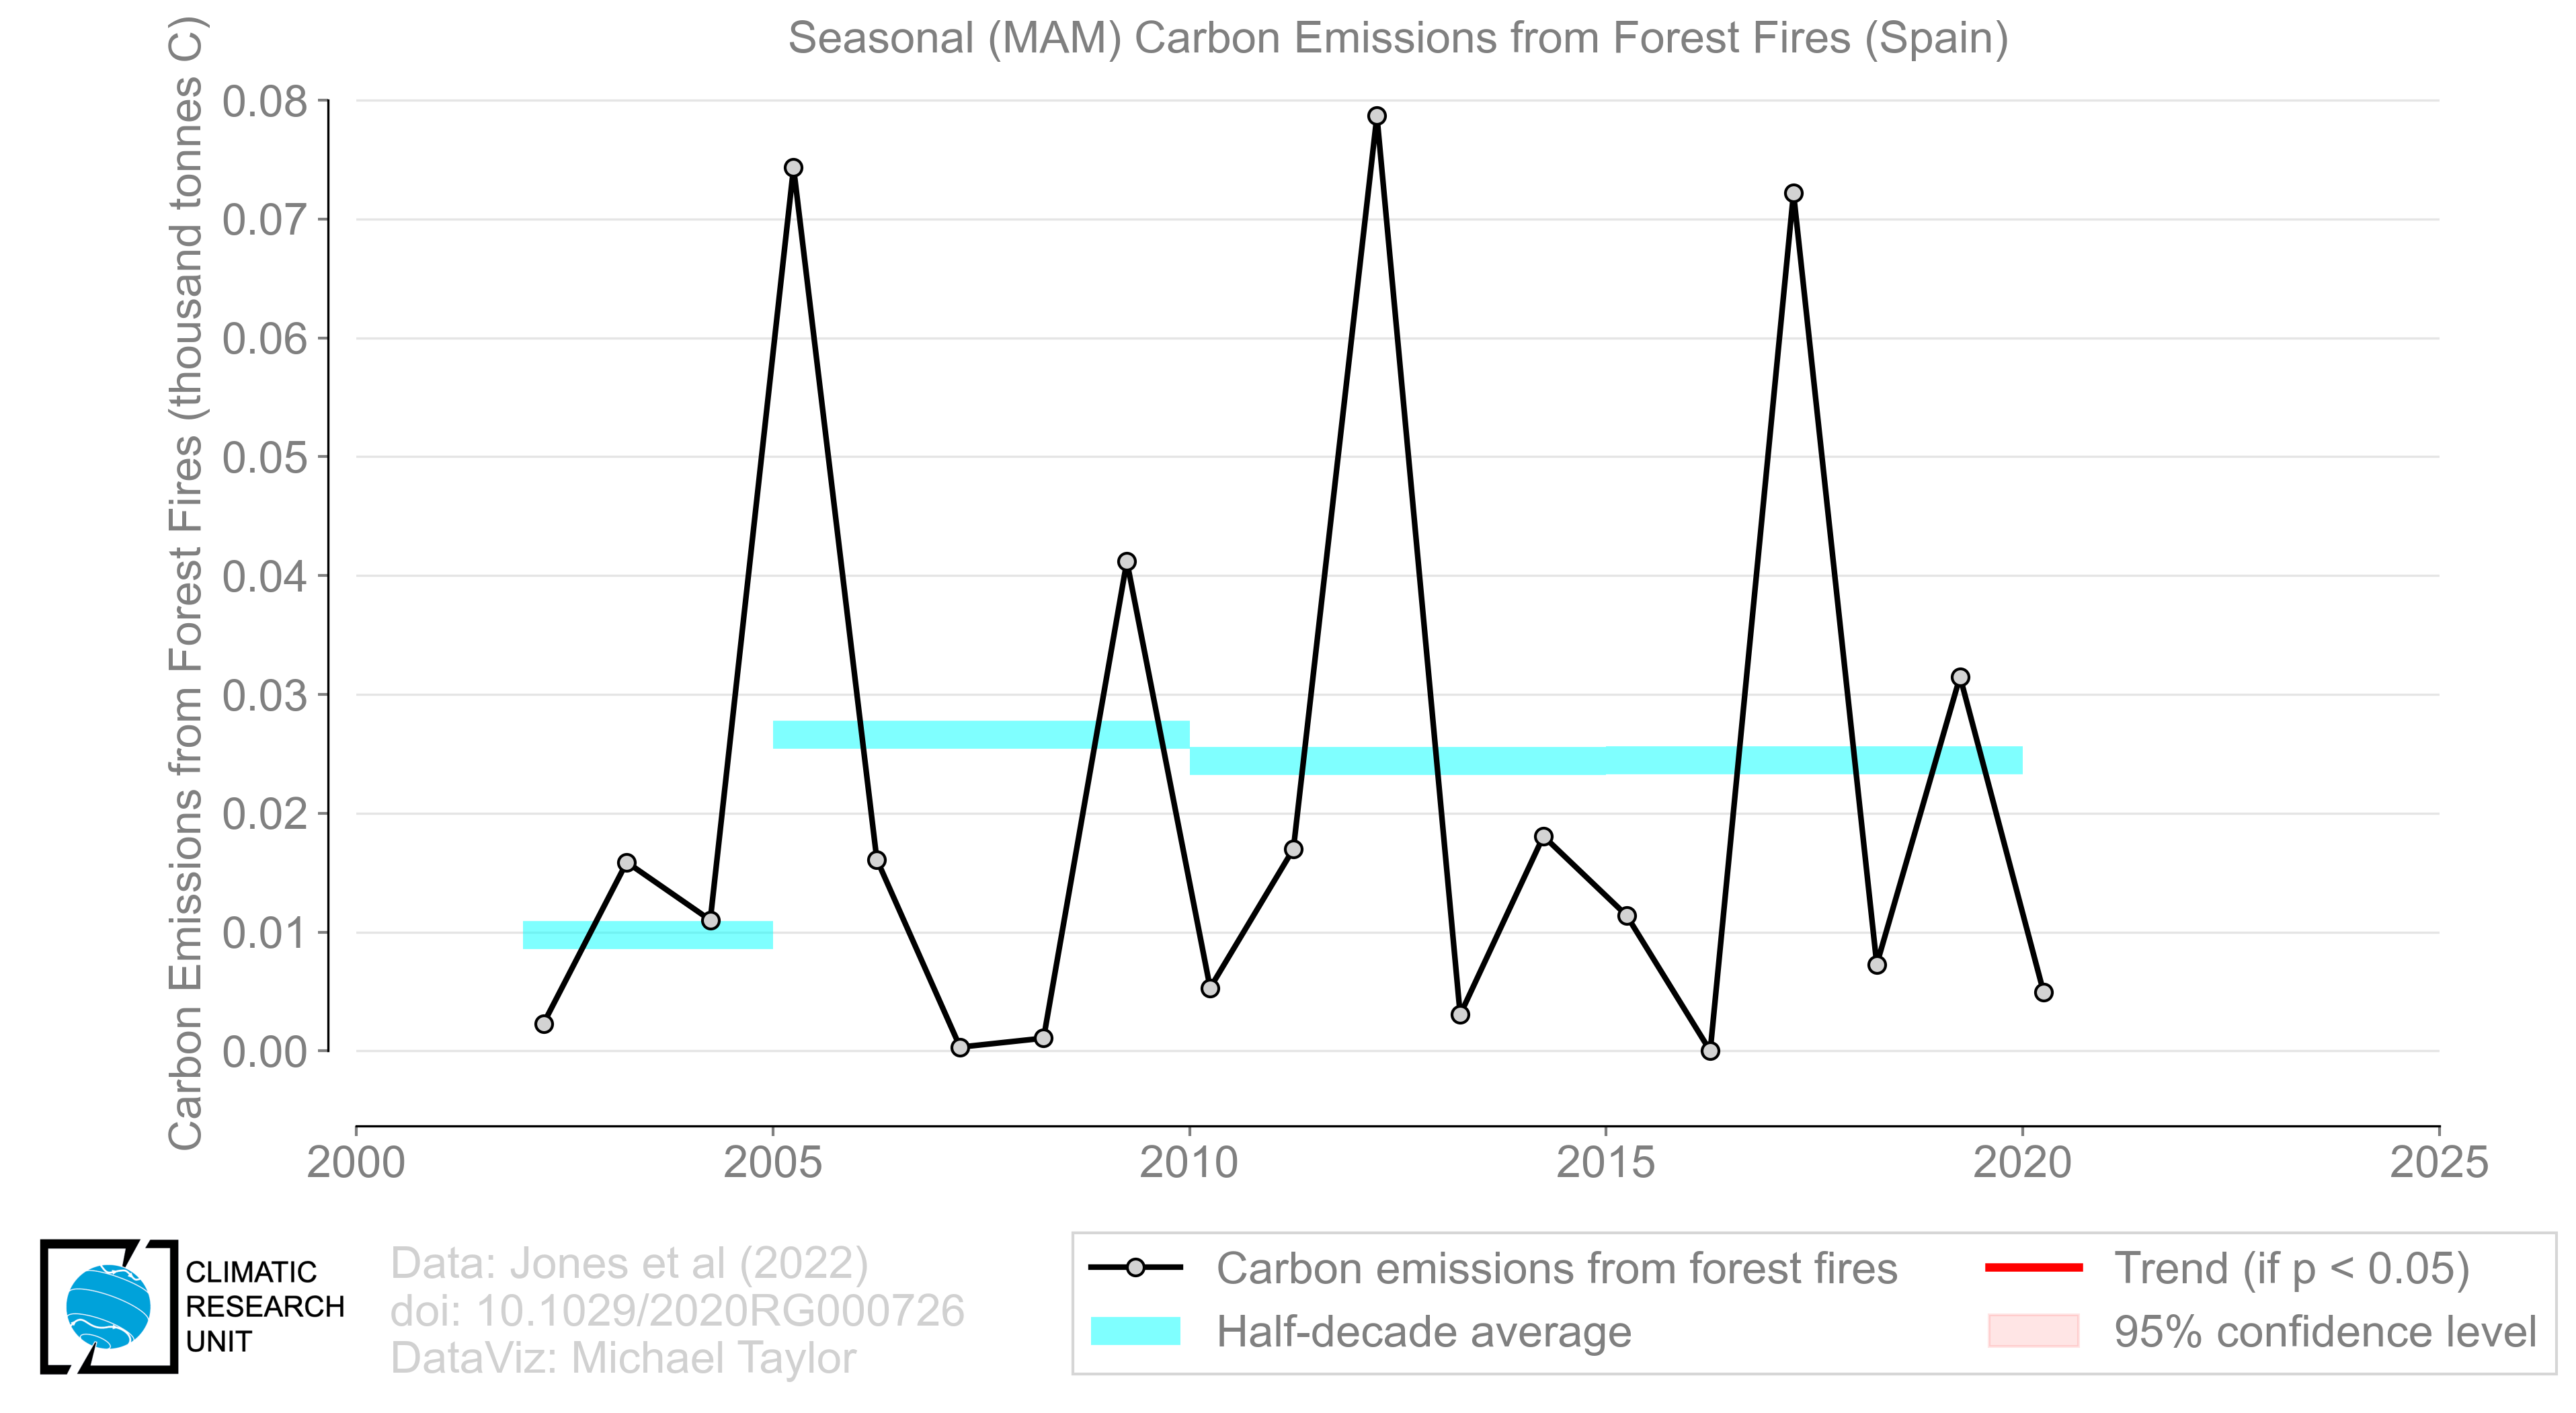 Seasonal (MAM) Carbon Emissions from Forest Fires (Spain)
Carbon Emissions from Forest Fires (thousand tonnes C)
0.08
0.07
0.06
0.05
0.04
0.03
0.02
0.01
0.00
2000 2005 2010 2015 2020 2025
CLIMATIC
RESEARCH
UNIT
Data: Jones et al (2022)
doi: 10.1029/2020RG000726
DataViz: Michael Taylor
Carbon emissions from forest fires
Half-decade average
Trend (if p < 0.05)
95% confidence level